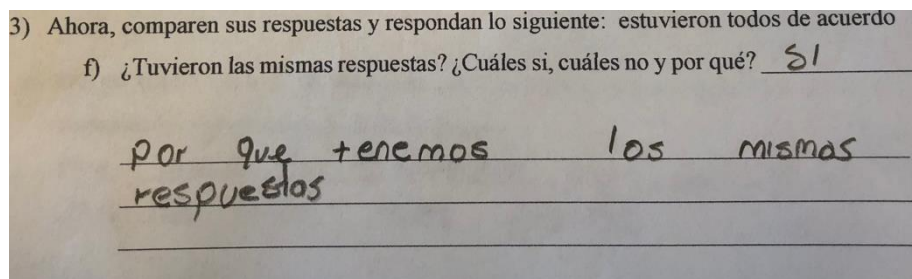 3) Ahora, comparen sus respuestas y respondan lo siguiente: estuvieron todos de acuerdo
f) ¿Tuvieron las mismas respuestas? ¿Cuáles si, cuáles no y por qué? SI
por que tenemos los mismas
respuestas